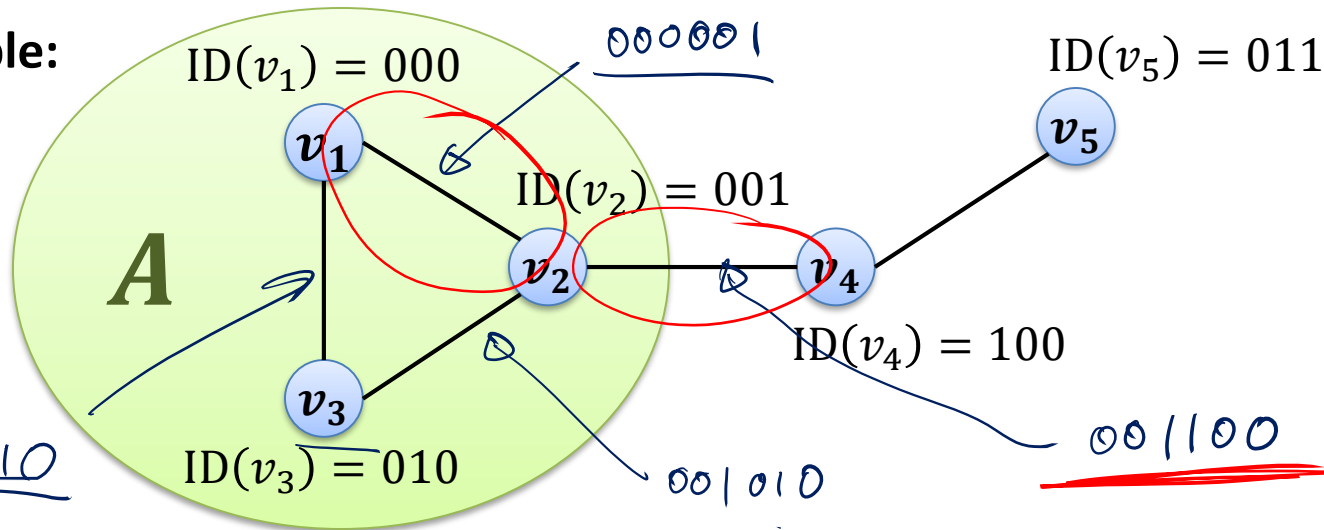 ple:
ID(v₁) = 000
000001
ID(v₅) = 011
v₁
v₅
ID(v₂) = 001
A
v₂
v₄
ID(v₄) = 100
v₃
10
ID(v₃) = 010
001010
001100